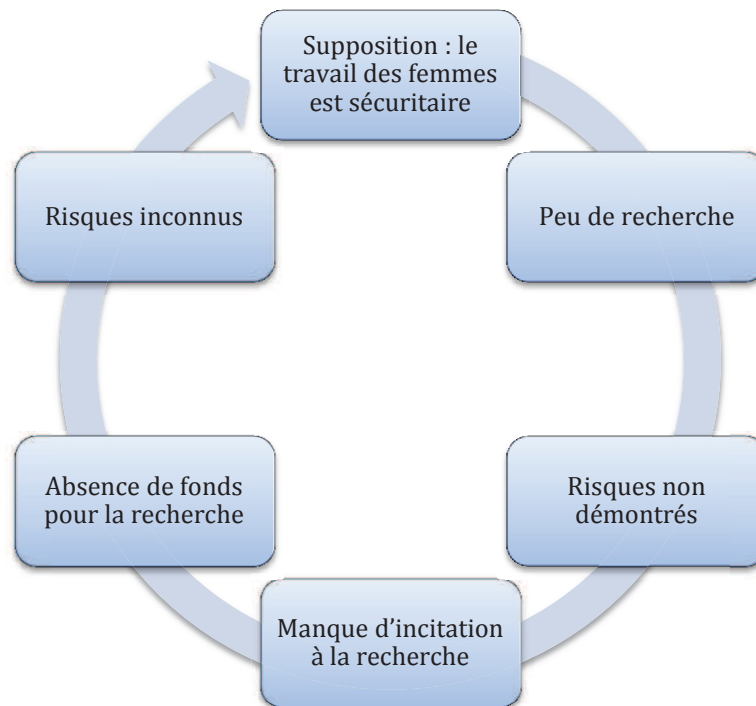 Supposition : le
travail des femmes
est sécuritaire
Peu de recherche
Risques non
démontrés
Manque d’incitation
à la recherche
Absence de fonds
pour la recherche
Risques inconnus